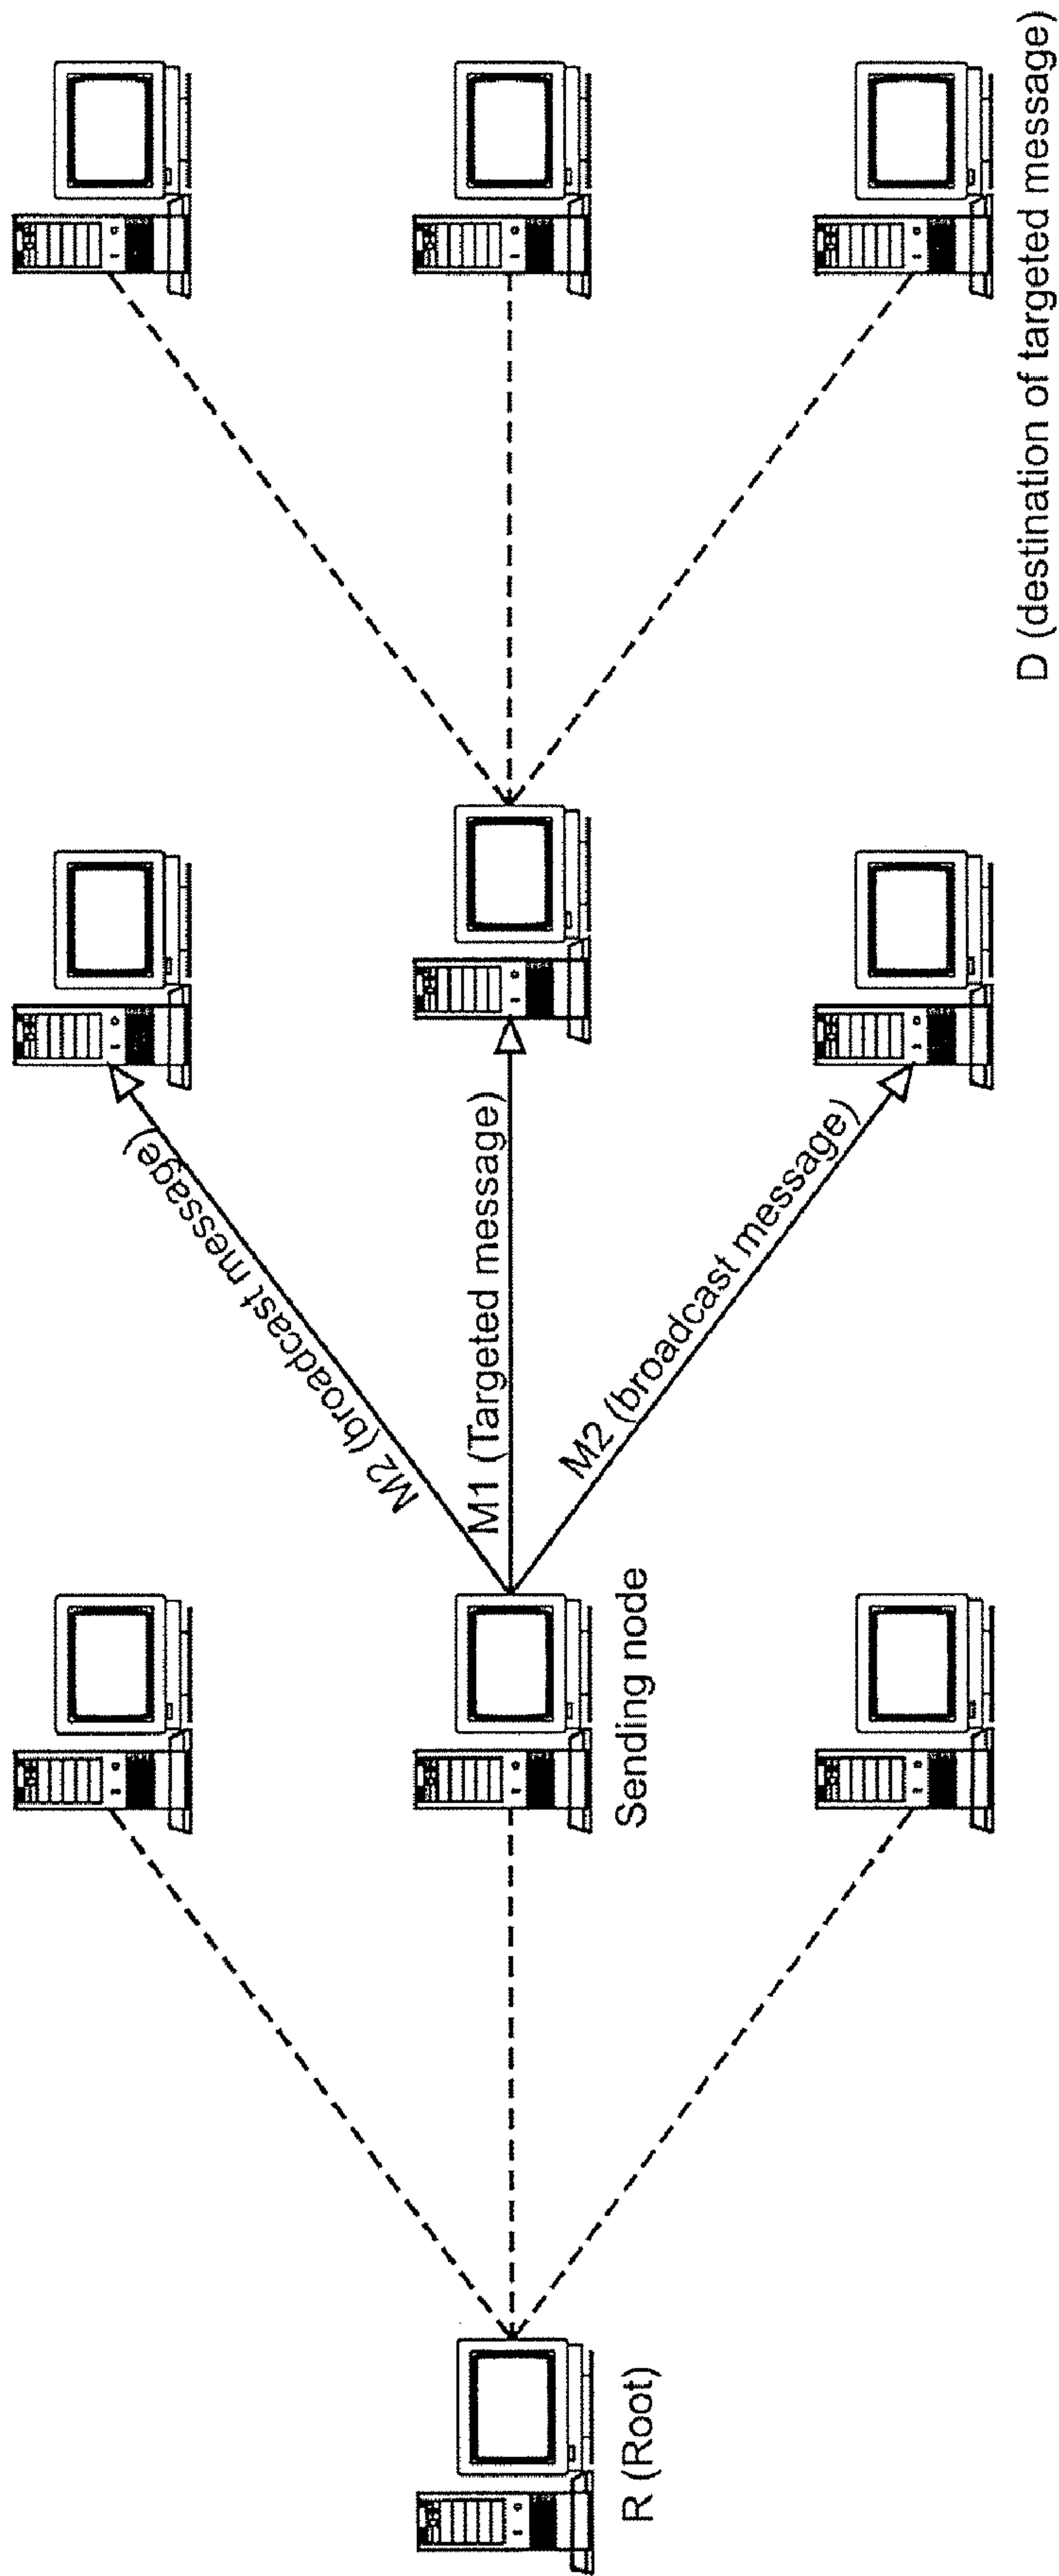 M2 (broadcast message)
M1 (Targeted message)
M2 (broadcast message)
R (Root)
Sending node
D (destination of targeted message)